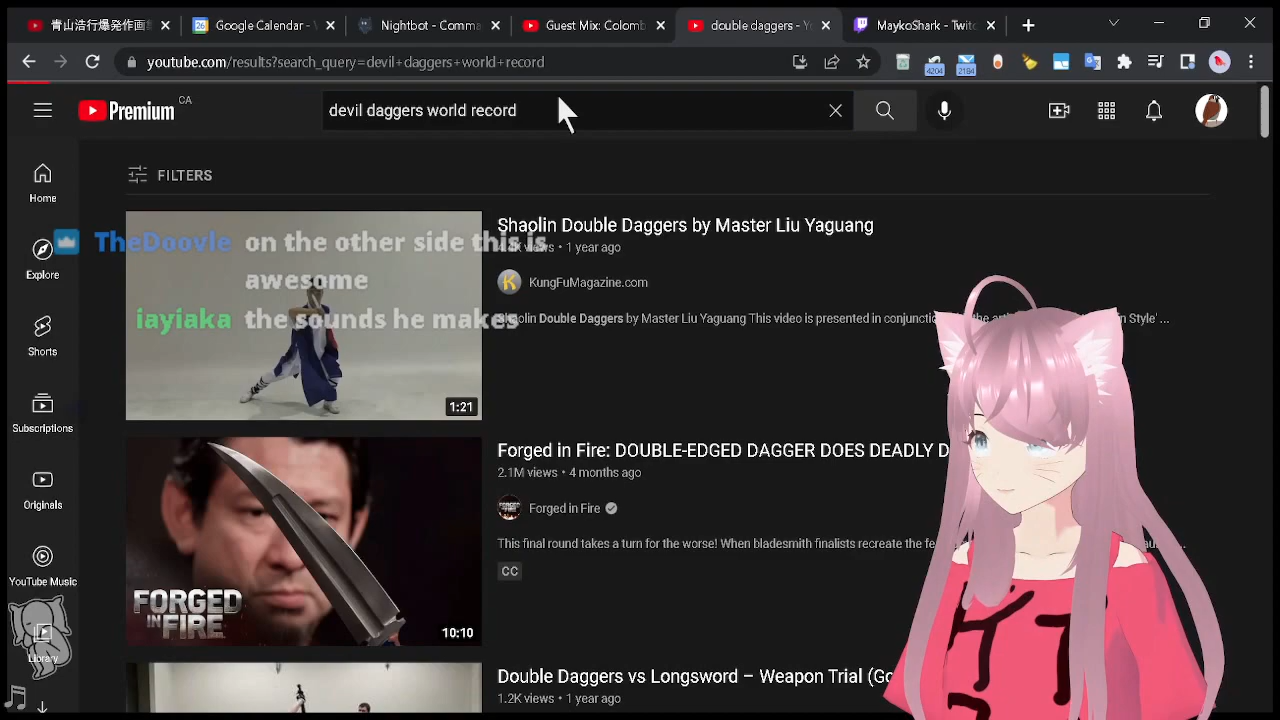 青山浩行爆発作画
Google Calendar -
Nightbot - Comma
Guest Mix: Colomb
double daggers - Yo
MaykoShark - Twitc
youtube.com/results?search_query=devil+daggers+world+record
4204
2184
Premium
CA
devil daggers world record
FILTERS
Home
Explore
Shorts
Subscriptions
Originals
YouTube Music
Library
TheDoovle on the other side this is
awesome
iayiaka the sounds he makes
Shaolin Double Daggers by Master Liu Yaguang
views • 1 year ago
KungFuMagazine.com
Double Daggers by Master Liu Yaguang This video is presented in
Style' ...
1:21
Forged in Fire: DOUBLE-EDGED DAGGER DOES DEADLY D
2.1M views • 4 months ago
Forged in Fire
This final round takes a turn for the worse! When bladesmith finalists recreate the
CC
FORGED
IN FIRE
10:10
Double Daggers vs Longsword – Weapon Trial
1.2K views • 1 year ago